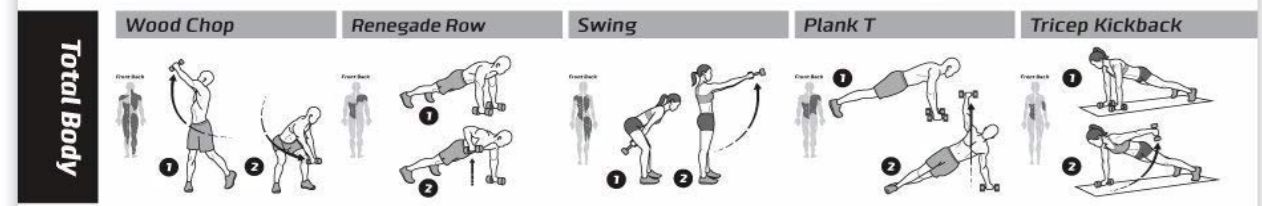 Total Body
Wood Chop
Front Back
1
2
Renegade Row
Front Back
1
2
Swing
Front Back
1
2
Plank T
Front Back
1
2
Tricep Kickback
Front Back
1
2